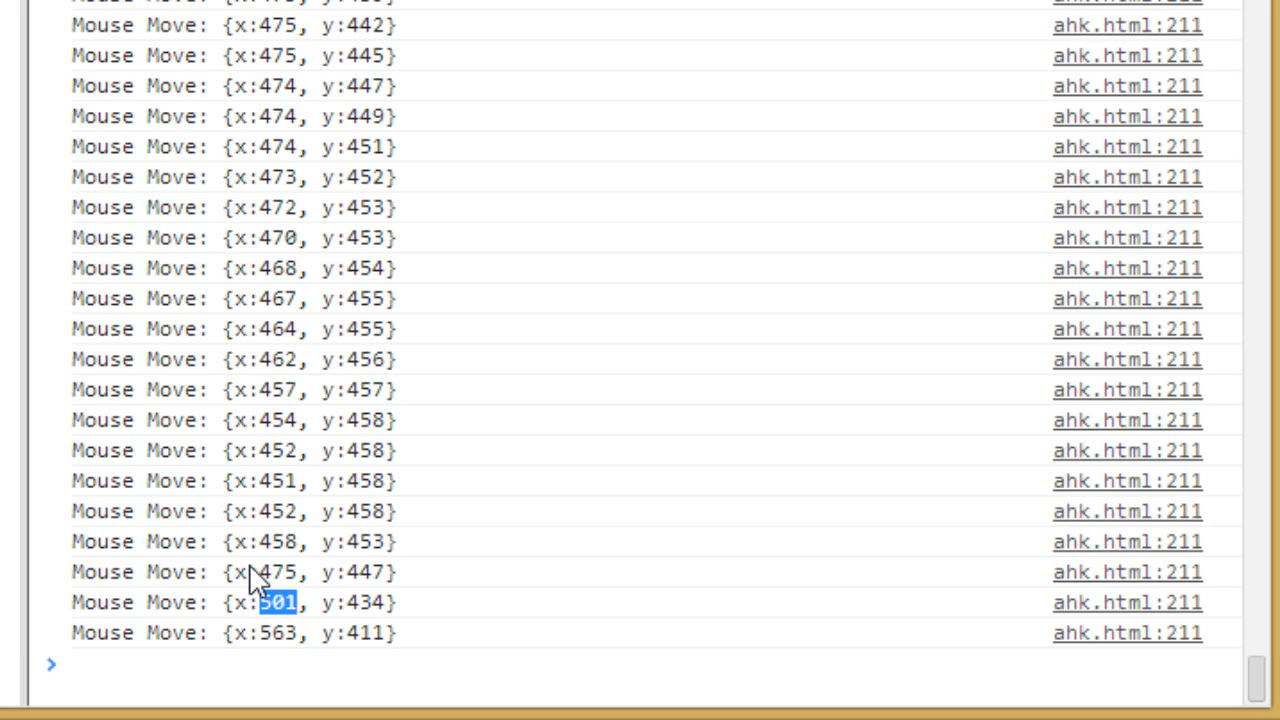 Mouse Move: {x:475, y:442} ahk.html:211
Mouse Move: {x:475, y:445} ahk.html:211
Mouse Move: {x:474, y:447} ahk.html:211
Mouse Move: {x:474, y:449} ahk.html:211
Mouse Move: {x:474, y:451} ahk.html:211
Mouse Move: {x:473, y:452} ahk.html:211
Mouse Move: {x:472, y:453} ahk.html:211
Mouse Move: {x:470, y:453} ahk.html:211
Mouse Move: {x:468, y:454} ahk.html:211
Mouse Move: {x:467, y:455} ahk.html:211
Mouse Move: {x:464, y:455} ahk.html:211
Mouse Move: {x:462, y:456} ahk.html:211
Mouse Move: {x:457, y:457} ahk.html:211
Mouse Move: {x:454, y:458} ahk.html:211
Mouse Move: {x:452, y:458} ahk.html:211
Mouse Move: {x:451, y:458} ahk.html:211
Mouse Move: {x:452, y:458} ahk.html:211
Mouse Move: {x:458, y:453} ahk.html:211
Mouse Move: {x:475, y:447} ahk.html:211
Mouse Move: {x:501, y:434} ahk.html:211
Mouse Move: {x:563, y:411} ahk.html:211